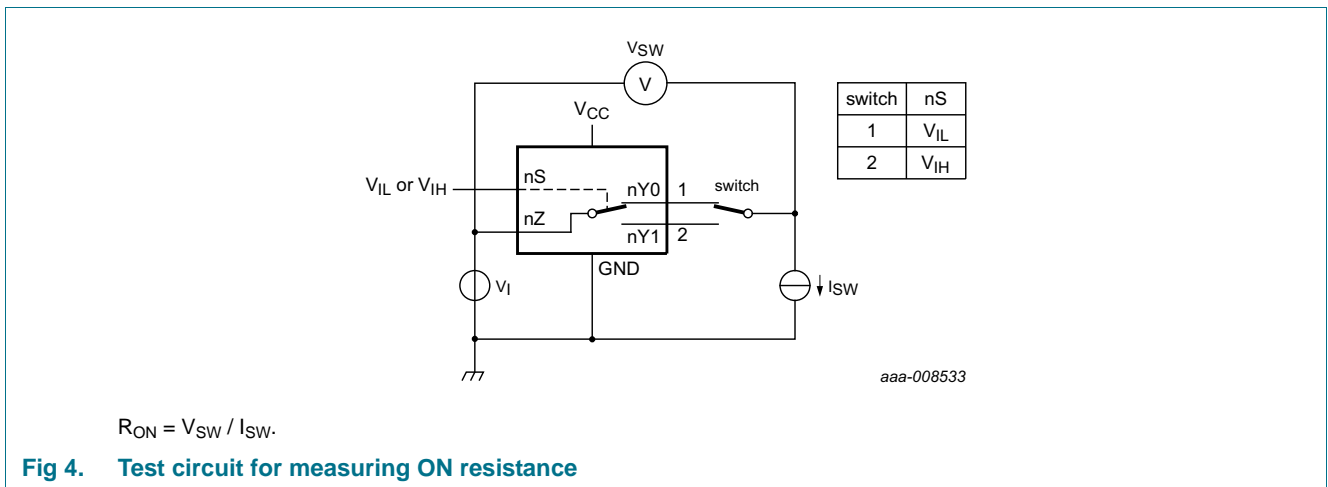 VSW
V
VCC
switch nS
1 VIL
2 VIH
VIL or VIH
nS
nY0 1 switch
nZ
nY1 2
GND
VI
ISW
aaa-008533
RON = VSW / ISW.
Fig 4. Test circuit for measuring ON resistance